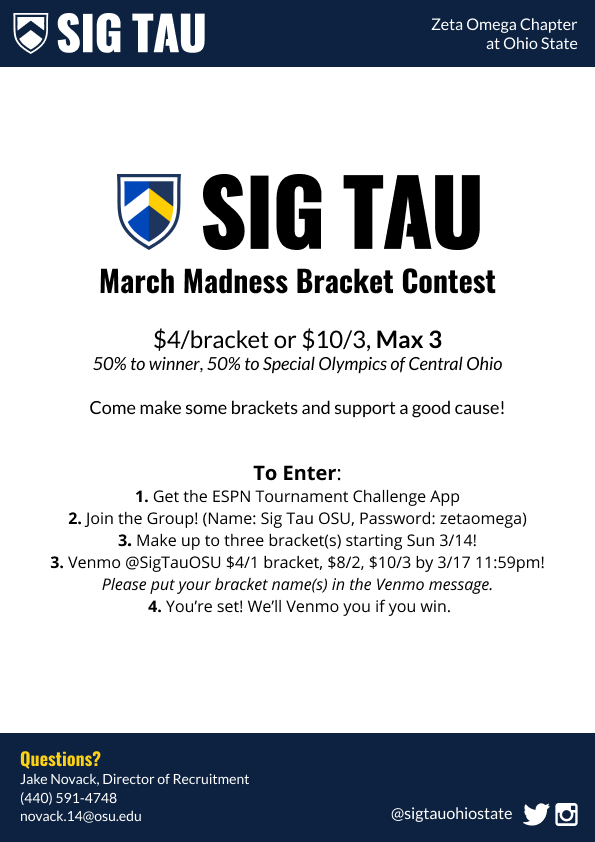 SIG TAU
Zeta Omega Chapter
at Ohio State
SIG TAU
March Madness Bracket Contest
$4/bracket or $10/3, Max 3
50% to winner, 50% to Special Olympics of Central Ohio
Come make some brackets and support a good cause!
To Enter:
1. Get the ESPN Tournament Challenge App
2. Join the Group! (Name: Sig Tau OSU, Password: zetaomega)
3. Make up to three bracket(s) starting Sun 3/14!
3. Venmo @SigTauOSU $4/1 bracket, $8/2, $10/3 by 3/17 11:59pm!
Please put your bracket name(s) in the Venmo message.
4. You’re set! We’ll Venmo you if you win.
Questions?
Jake Novack, Director of Recruitment
(440) 591-4748
novack.14@osu.edu
@sigtauohiostate